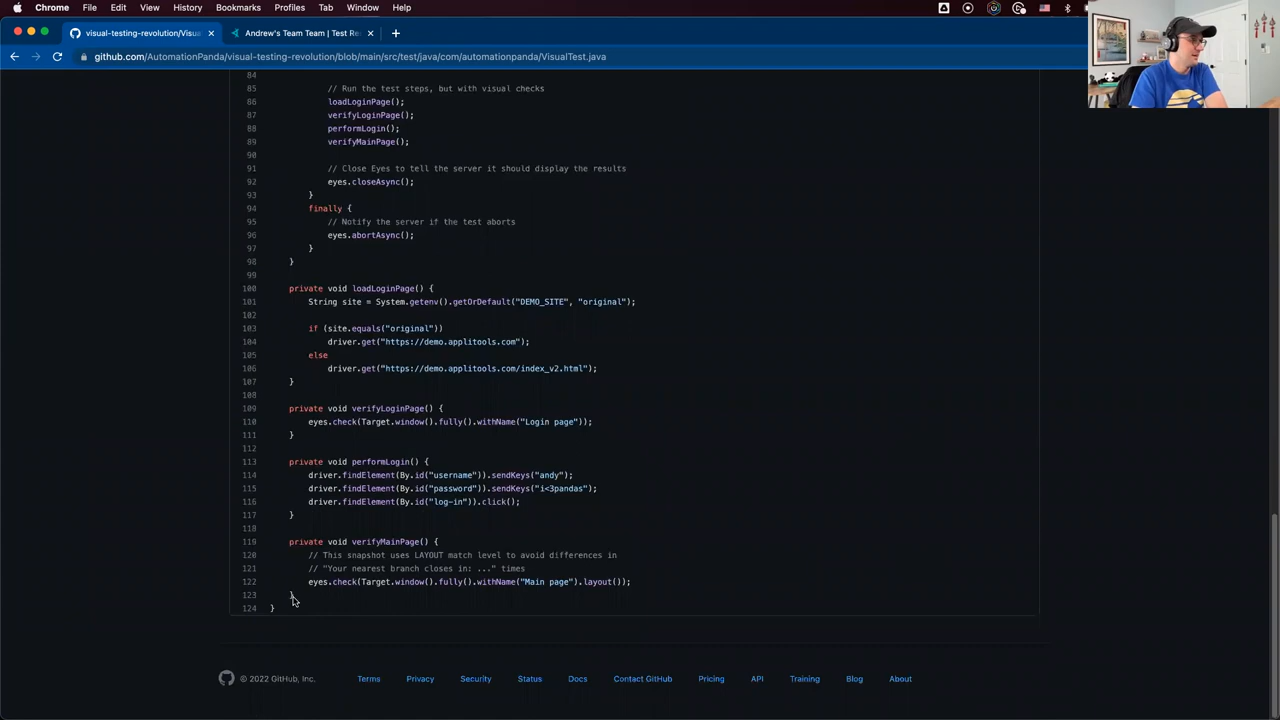 Chrome File Edit View History Bookmarks Profiles Tab Window Help
visual-testing-revolution/Visua
Andrew's Team Team | Test Re
github.com/AutomationPanda/visual-testing-revolution/blob/main/src/test/java/com/automationpanda/VisualTest.java
84
85 // Run the test steps, but with visual checks
86 loadLoginPage();
87 verifyLoginPage();
88 performLogin();
89 verifyMainPage();
90
91 // Close Eyes to tell the server it should display the results
92 eyes.closeAsync();
93 }
94 finally {
95 // Notify the server if the test aborts
96 eyes.abortAsync();
97 }
98 }
99
100 private void loadLoginPage() {
101 String site = System.getenv().getOrDefault("DEMO_SITE", "original");
102
103 if (site.equals("original"))
104 driver.get("https://demo.applitools.com");
105 else
106 driver.get("https://demo.applitools.com/index_v2.html");
107 }
108
109 private void verifyLoginPage() {
110 eyes.check(Target.window().fully().withName("Login page"));
111 }
112
113 private void performLogin() {
114 driver.findElement(By.id("username")).sendKeys("andy");
115 driver.findElement(By.id("password")).sendKeys("i<3pandas");
116 driver.findElement(By.id("log-in")).click();
117 }
118
119 private void verifyMainPage() {
120 // This snapshot uses LAYOUT match level to avoid differences in
121 // "Your nearest branch closes in: ..." times
122 eyes.check(Target.window().fully().withName("Main page").layout());
123 }
124 }
© 2022 GitHub, Inc. Terms Privacy Security Status Docs Contact GitHub Pricing API Training Blog About